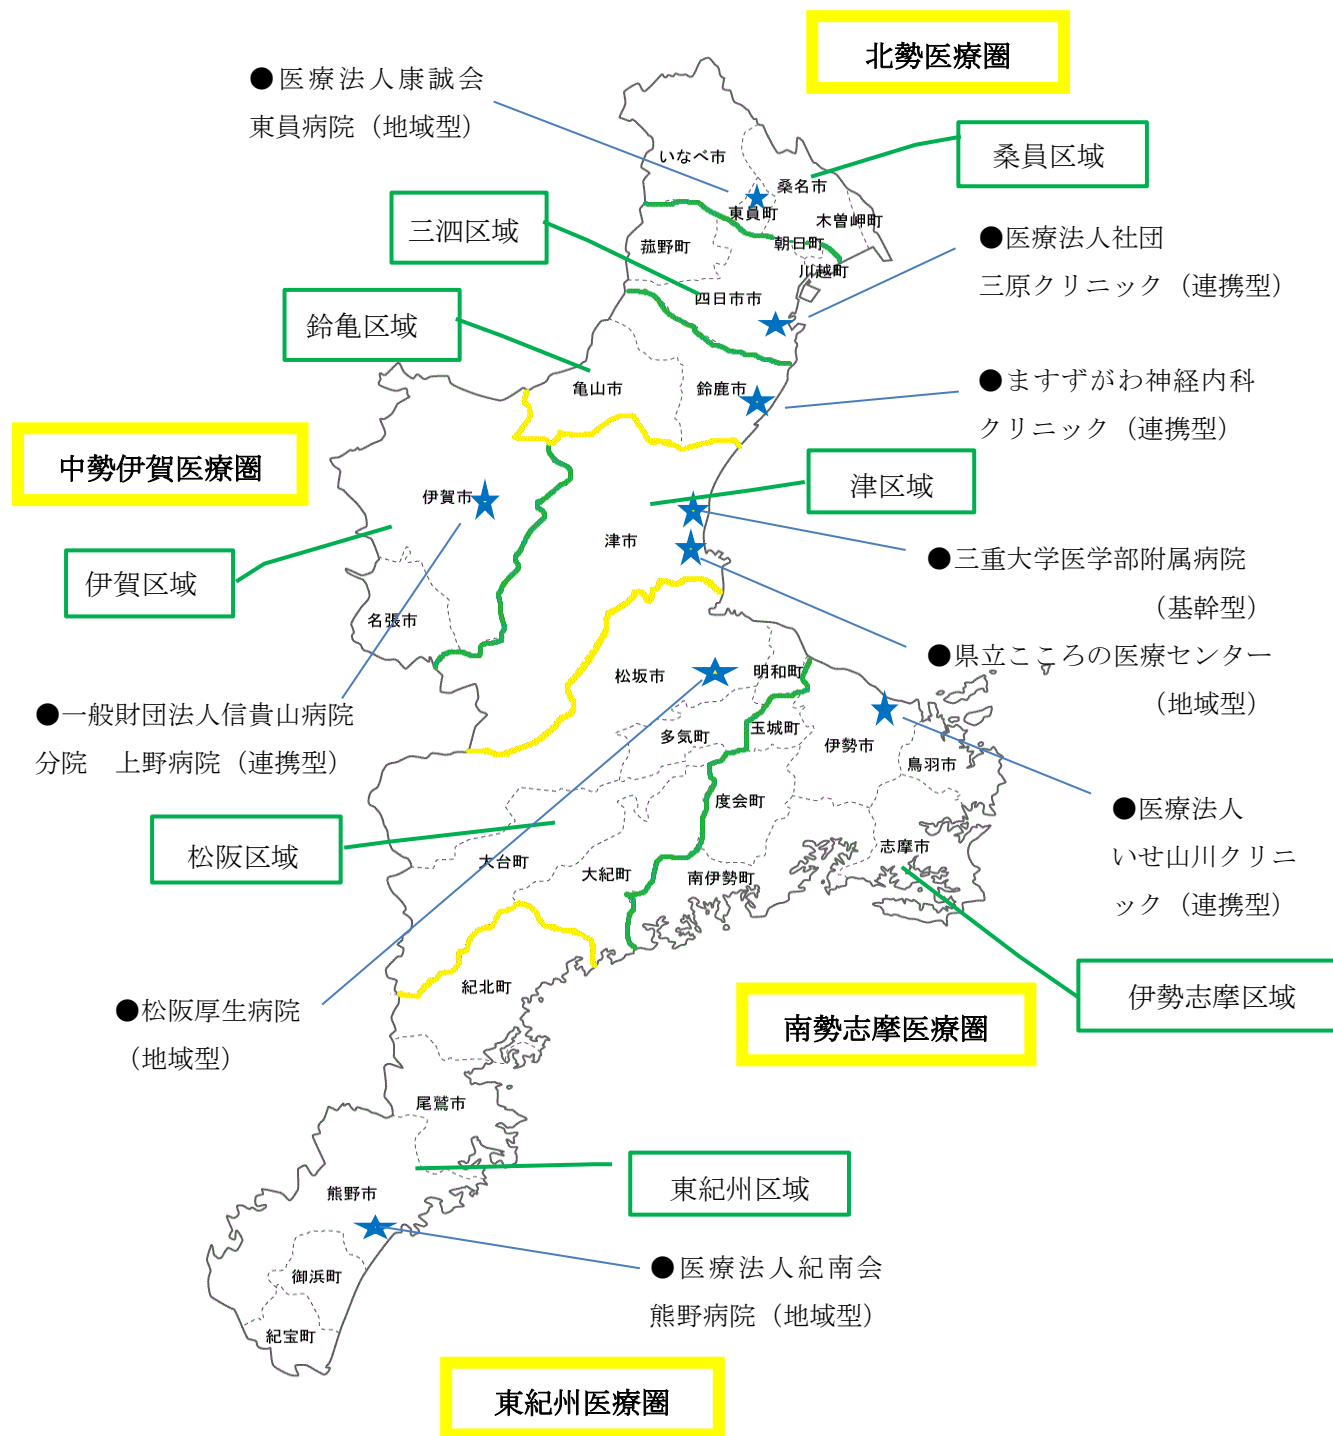 北勢医療圏
●医療法人康誠会
東員病院（地域型）
桑員区域
いなべ市
桑名市
東員町
木曽岬町
三泗区域
菰野町
朝日町
川越町
●医療法人社団
三原クリニック（連携型）
四日市市
鈴亀区域
亀山市
鈴鹿市
●ますずがわ神経内科
クリニック（連携型）
中勢伊賀医療圏
伊賀市
津区域
津市
伊賀区域
●三重大学医学部附属病院
（基幹型）
名張市
●県立こころの医療センター
（地域型）
松坂市
明和町
●一般財団法人信貴山病院
分院　上野病院（連携型）
多気町
玉城町
伊勢市
鳥羽市
度会町
●医療法人
いせ山川クリニ
ック（連携型）
松阪区域
大台町
大紀町
南伊勢町
志摩市
紀北町
伊勢志摩区域
●松阪厚生病院
（地域型）
南勢志摩医療圏
尾鷲市
東紀州区域
熊野市
御浜町
●医療法人紀南会
熊野病院（地域型）
紀宝町
東紀州医療圏